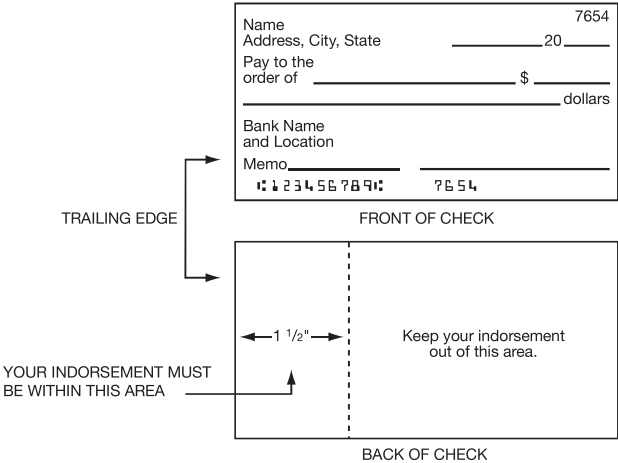 7654
Name
Address, City, State
20
Pay to the
order of $
dollars
Bank Name
and Location
Memo
⑆123456789⑆ 7654
TRAILING EDGE
FRONT OF CHECK
1 1/2"
Keep your indorsement
out of this area.
YOUR INDORSEMENT MUST
BE WITHIN THIS AREA
BACK OF CHECK